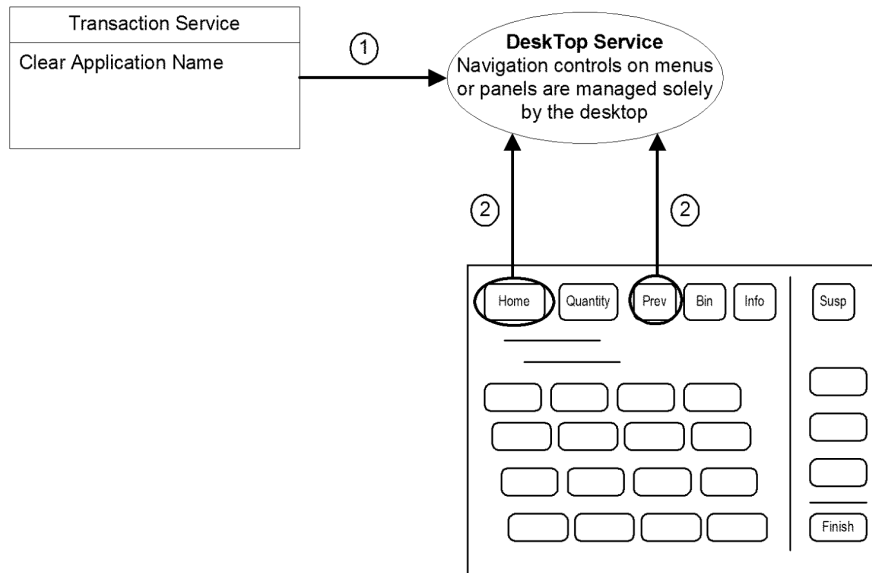 Transaction Service
Clear Application Name
1
DeskTop Service
Navigation controls on menus
or panels are managed solely
by the desktop
2
2
Home
Quantity
Prev
Bin
Info
Susp
Finish